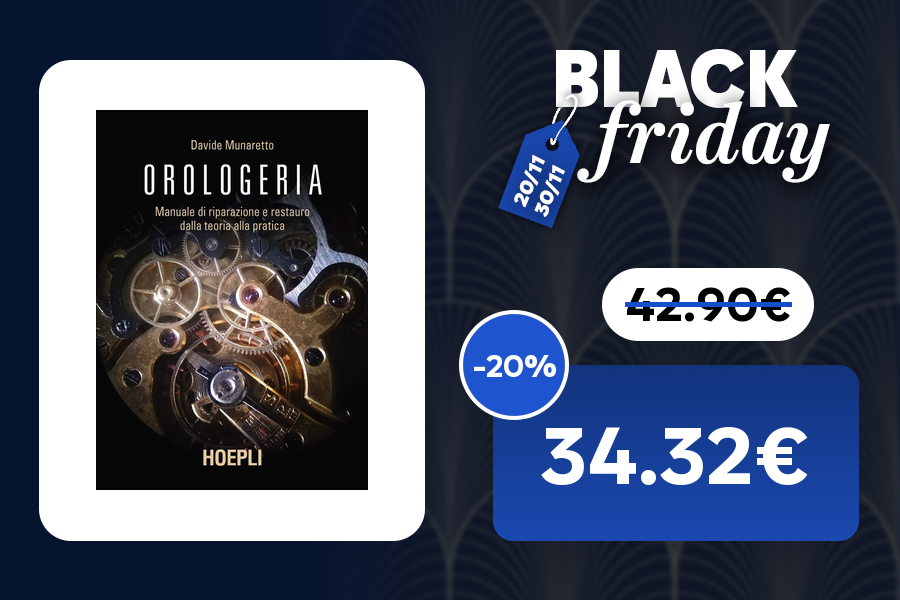 Davide Munaretto
OROLOGERIA
Manuale di riparazione e restauro
dalla teoria alla pratica
HOEPLI
BLACK
friday
20/11
30/11
42.90€
-20%
34.32€